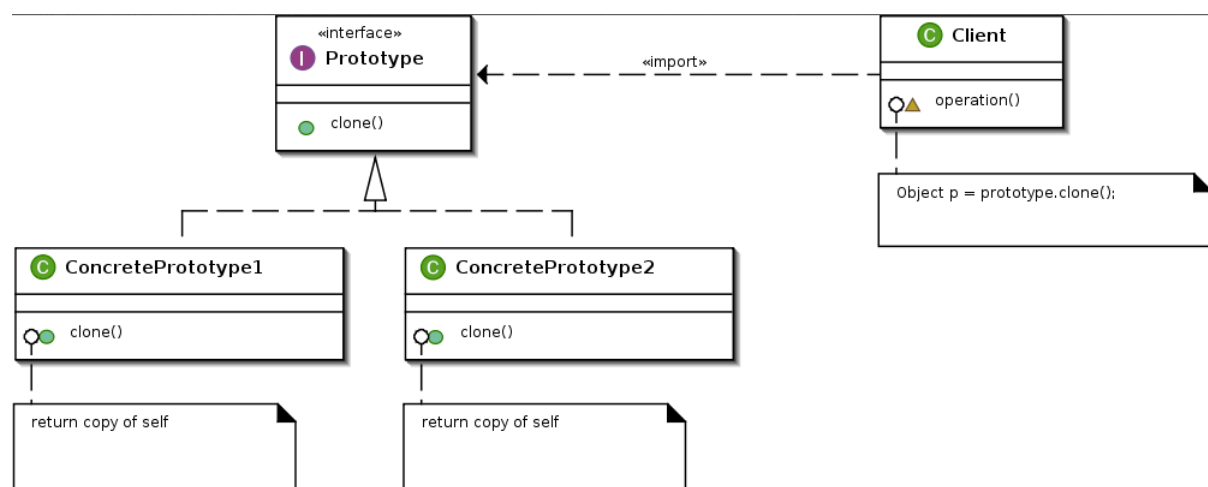 «interface»
I Prototype
clone()
«import»
C Client
operation()
Object p = prototype.clone();
C ConcretePrototype1
clone()
return copy of self
C ConcretePrototype2
clone()
return copy of self